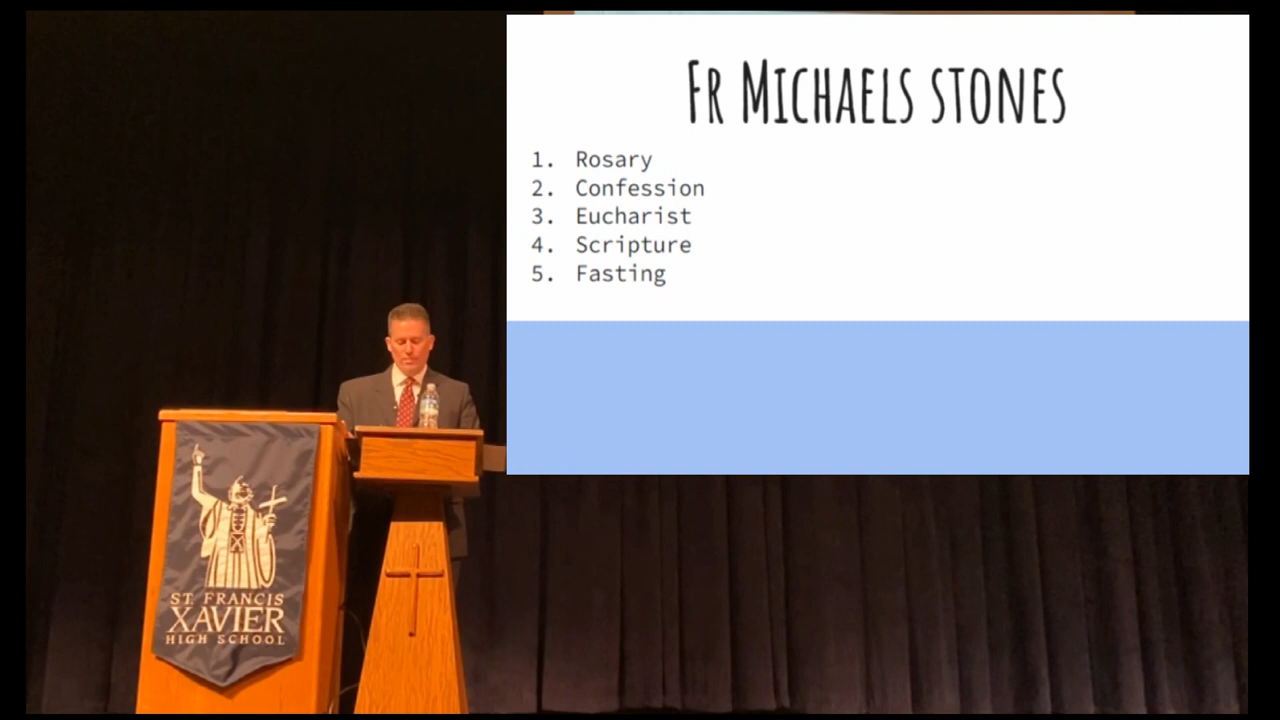 Fr Michaels stones
1. Rosary
2. Confession
3. Eucharist
4. Scripture
5. Fasting
ST. FRANCIS
XAVIER
HIGH SCHOOL